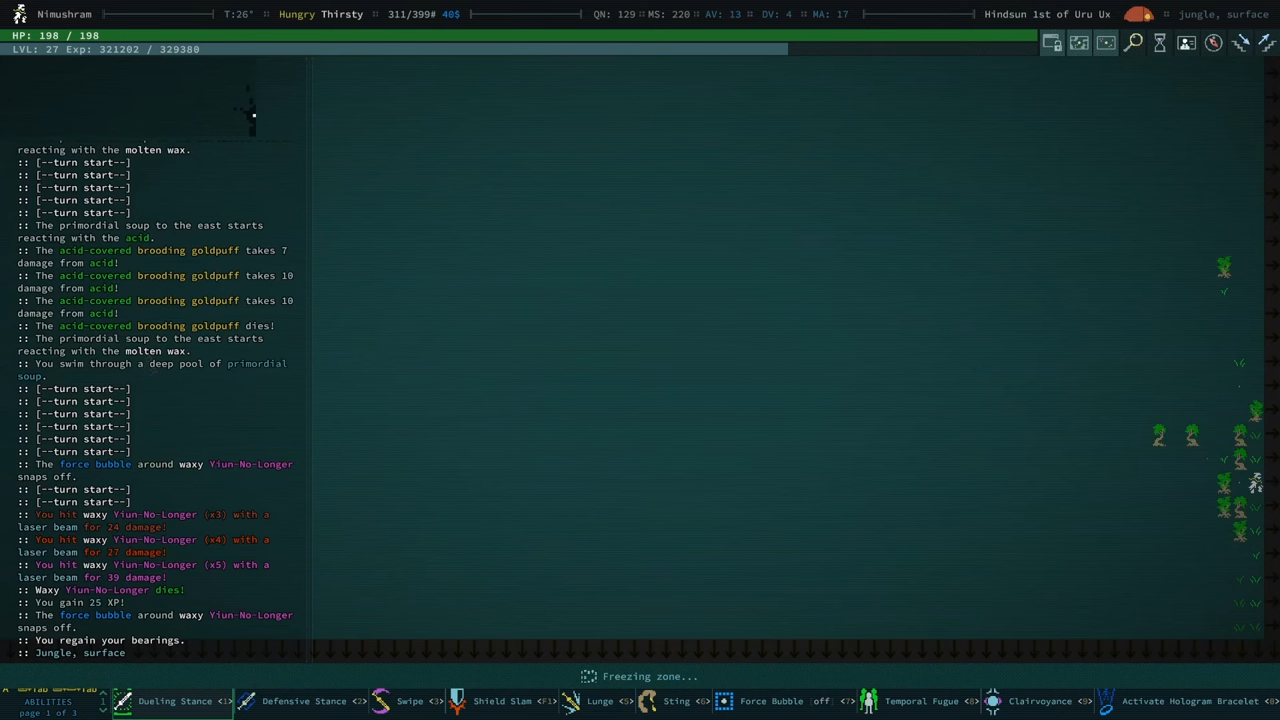 Nimushram T:26° :: Hungry Thirsty :: 311/399# 40$ QN: 129 :: MS: 220 :: AV: 13 :: DV: 4 :: MA: 17 Hindsun 1st of Uru Ux :: jungle, surface
HP: 198 / 198
LVL: 27 Exp: 321202 / 329380
reacting with the molten wax.
:: [--turn start--]
:: [--turn start--]
:: [--turn start--]
:: [--turn start--]
:: [--turn start--]
:: The primordial soup to the east starts
reacting with the acid.
:: The acid-covered brooding goldpuff takes 7
damage from acid!
:: The acid-covered brooding goldpuff takes 10
damage from acid!
:: The acid-covered brooding goldpuff takes 10
damage from acid!
:: The acid-covered brooding goldpuff dies!
:: The primordial soup to the east starts
reacting with the molten wax.
:: You swim through a deep pool of primordial
soup.
:: [--turn start--]
:: [--turn start--]
:: [--turn start--]
:: [--turn start--]
:: [--turn start--]
:: [--turn start--]
:: The force bubble around waxy Yiun-No-Longer
snaps off.
:: [--turn start--]
:: [--turn start--]
:: You hit waxy Yiun-No-Longer (x3) with a
laser beam for 24 damage!
:: You hit waxy Yiun-No-Longer (x4) with a
laser beam for 27 damage!
:: You hit waxy Yiun-No-Longer (x5) with a
laser beam for 39 damage!
:: Waxy Yiun-No-Longer dies!
:: You gain 25 XP!
:: The force bubble around waxy Yiun-No-Longer
snaps off.
:: You regain your bearings.
:: Jungle, surface
Freezing zone...
ABILITIES
page 1 of 3
Dueling Stance <1> Defensive Stance <2> Swipe <3> Shield Slam <F1> Lunge <5> Sting <6> Force Bubble [off] <7> Temporal Fugue <8> Clairvoyance <9> Activate Hologram Bracelet